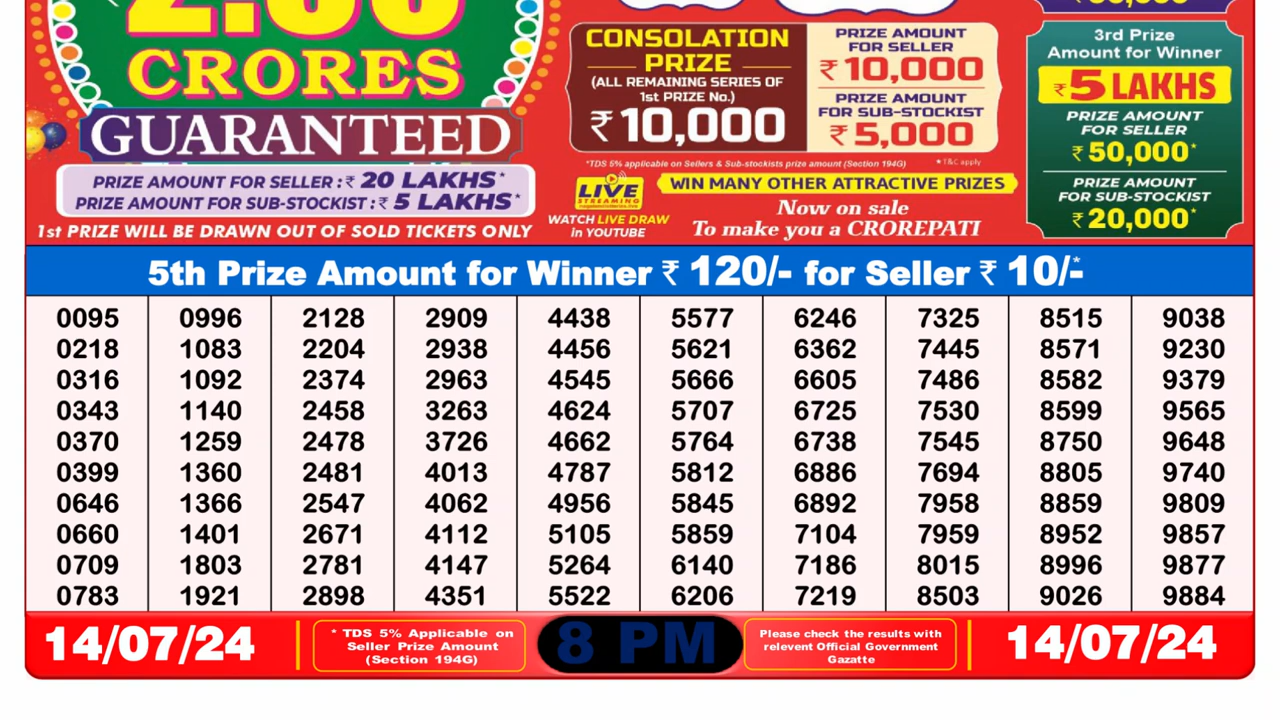 CRORES
GUARANTEED
PRIZE AMOUNT FOR SELLER : ₹ 20 LAKHS*
PRIZE AMOUNT FOR SUB-STOCKIST : ₹ 5 LAKHS*
1st PRIZE WILL BE DRAWN OUT OF SOLD TICKETS ONLY
CONSOLATION
PRIZE
(ALL REMAINING SERIES OF
1st PRIZE No.)
₹ 10,000
PRIZE AMOUNT
FOR SELLER
₹ 10,000
PRIZE AMOUNT
FOR SUB-STOCKIST
₹ 5,000
*TDS 5% applicable on Sellers & Sub-stockists prize amount (Section 194G)
*T&C apply
LIVE
STREAMING
WATCH LIVE DRAW
in YOUTUBE
WIN MANY OTHER ATTRACTIVE PRIZES
Now on sale
To make you a CROREPATI
3rd Prize
Amount for Winner
₹ 5 LAKHS
PRIZE AMOUNT
FOR SELLER
₹ 50,000*
PRIZE AMOUNT
FOR SUB-STOCKIST
₹ 20,000*
5th Prize Amount for Winner ₹ 120/- for Seller ₹ 10/-*
0095 0996 2128 2909 4438 5577 6246 7325 8515 9038
0218 1083 2204 2938 4456 5621 6362 7445 8571 9230
0316 1092 2374 2963 4545 5666 6605 7486 8582 9379
0343 1140 2458 3263 4624 5707 6725 7530 8599 9565
0370 1259 2478 3726 4662 5764 6738 7545 8750 9648
0399 1360 2481 4013 4787 5812 6886 7694 8805 9740
0646 1366 2547 4062 4956 5845 6892 7958 8859 9809
0660 1401 2671 4112 5105 5859 7104 7959 8952 9857
0709 1803 2781 4147 5264 6140 7186 8015 8996 9877
0783 1921 2898 4351 5522 6206 7219 8503 9026 9884
14/07/24
* TDS 5% Applicable on
Seller Prize Amount
(Section 194G)
8 PM
Please check the results with
relevent Official Government
Gazatte
14/07/24